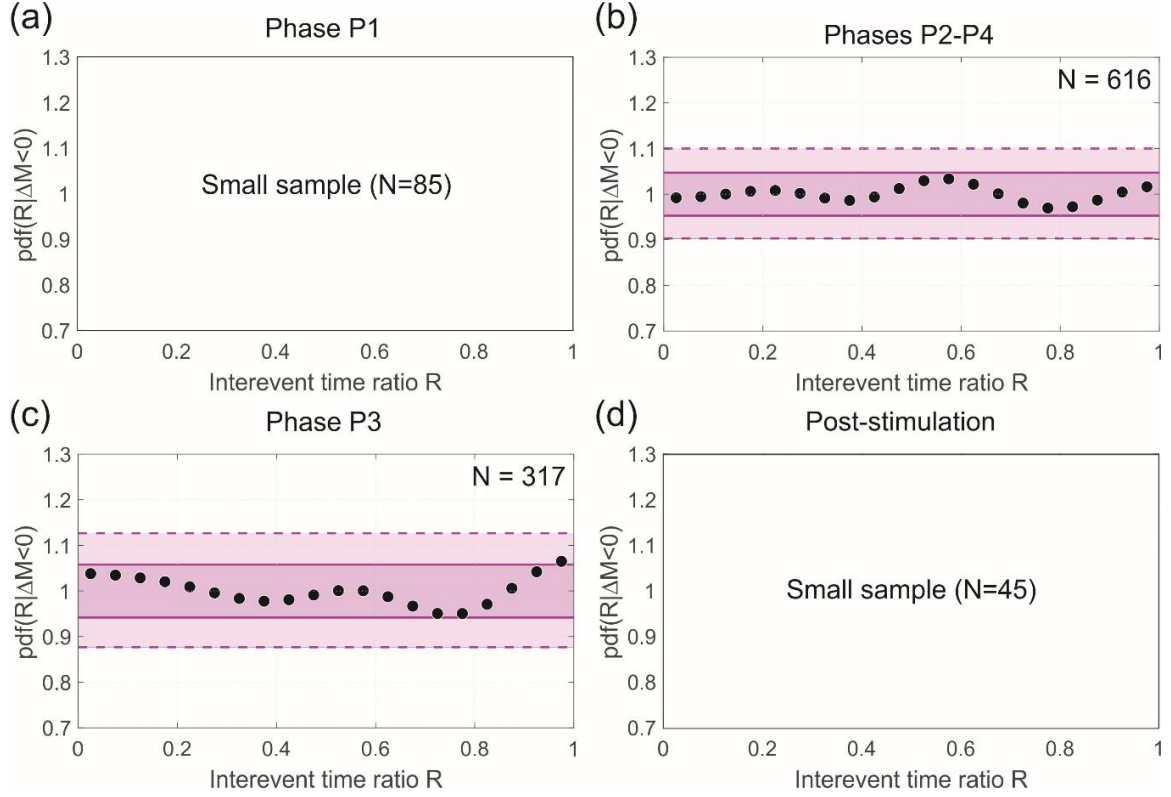 (a)
Phase P1
1.3
1.2
1.1
1
0.9
0.8
0.7
pdf(R|ΔM<0)
Small sample (N=85)
0 0.2 0.4 0.6 0.8 1
Interevent time ratio R
(b)
Phases P2-P4
N = 616
1.3
1.2
1.1
1
0.9
0.8
0.7
pdf(R|ΔM<0)
0 0.2 0.4 0.6 0.8 1
Interevent time ratio R
(c)
Phase P3
N = 317
1.3
1.2
1.1
1
0.9
0.8
0.7
pdf(R|ΔM<0)
0 0.2 0.4 0.6 0.8 1
Interevent time ratio R
(d)
Post-stimulation
1.3
1.2
1.1
1
0.9
0.8
0.7
pdf(R|ΔM<0)
Small sample (N=45)
0 0.2 0.4 0.6 0.8 1
Interevent time ratio R